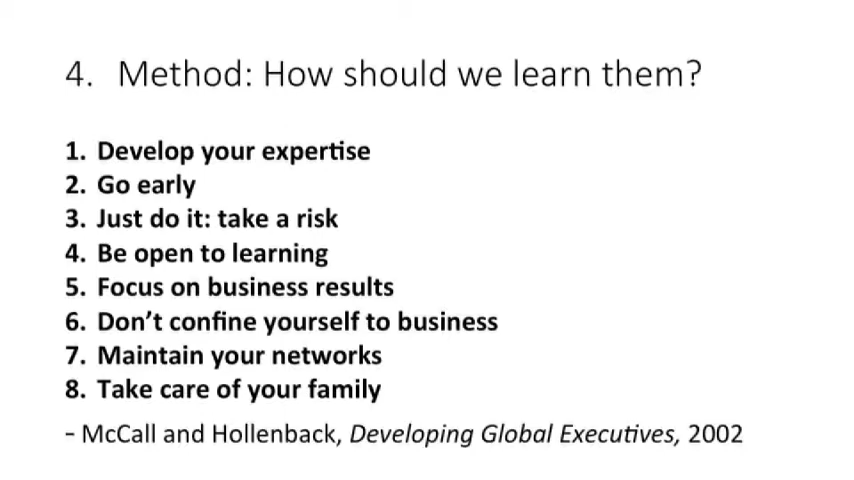 4. Method: How should we learn them?
1. Develop your expertise
2. Go early
3. Just do it: take a risk
4. Be open to learning
5. Focus on business results
6. Don’t confine yourself to business
7. Maintain your networks
8. Take care of your family
- McCall and Hollenback, Developing Global Executives, 2002